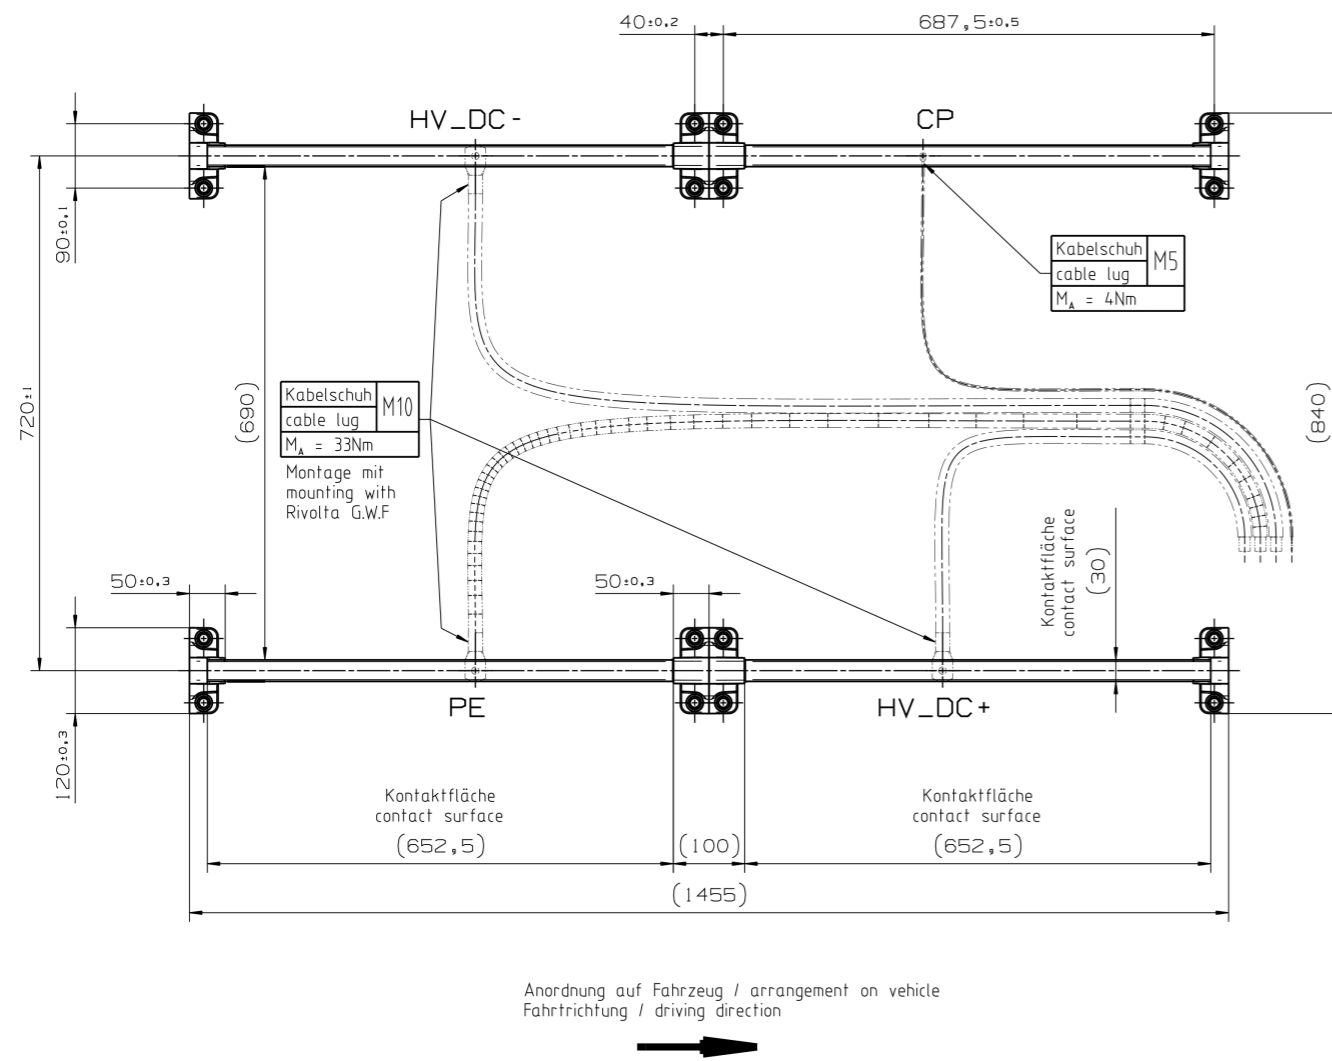 40±0.2
687,5±0.5
HV_DC-
CP
90±0.1
Kabelschuh
cable lug
M5
M_A = 4Nm
720±1
(690)
Kabelschuh
cable lug
M10
M_A = 33Nm
Montage mit
mounting with
Rivolta G.W.F
(840)
Kontaktfläche
contact surface
(30)
50±0.3
50±0.3
PE
HV_DC+
120±0.3
Kontaktfläche
contact surface
(652,5)
(100)
Kontaktfläche
contact surface
(652,5)
(1455)
Anordnung auf Fahrzeug / arrangement on vehicle
Fahrtrichtung / driving direction